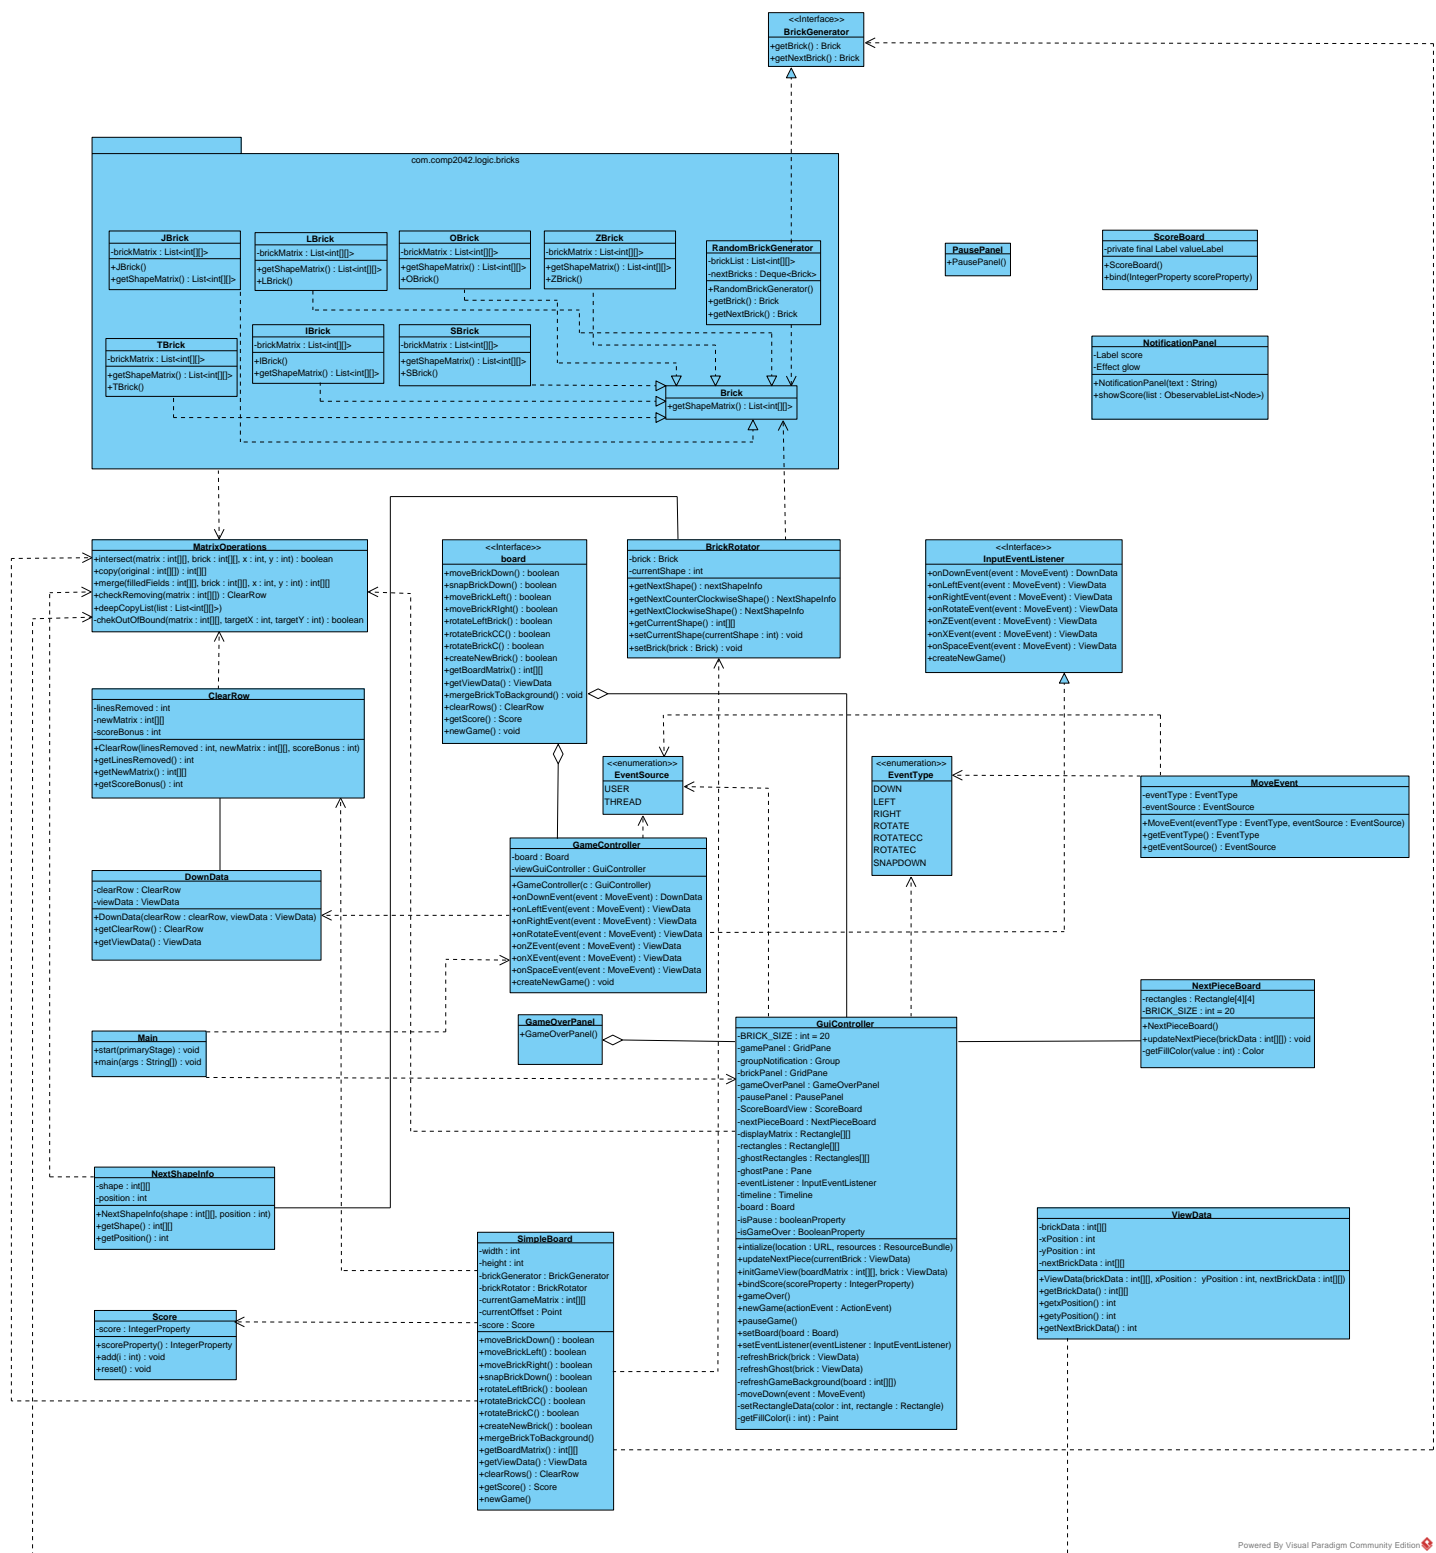 <<Interface>>
BrickGenerator
+getBrick() : Brick
+getNextBrick() : Brick
com.comp2042.logic.bricks
JBrick
-brickMatrix : List<int[][]>
+JBrick()
+getShapeMatrix() : List<int[][]>
LBrick
-brickMatrix : List<int[][]>
+getShapeMatrix() : List<int[][]>
+LBrick()
OBrick
-brickMatrix : List<int[][]>
+getShapeMatrix() : List<int[][]>
+OBrick()
ZBrick
-brickMatrix : List<int[][]>
+getShapeMatrix() : List<int[][]>
+ZBrick()
RandomBrickGenerator
-brickList : List<int[][]>
-nextBricks : Deque<Brick>
+RandomBrickGenerator()
+getBrick() : Brick
+getNextBrick() : Brick
PausePanel
+PausePanel()
ScoreBoard
-private final Label valueLabel
+ScoreBoard()
+bind(IntegerProperty scoreProperty)
TBrick
-brickMatrix : List<int[][]>
+getShapeMatrix() : List<int[][]>
+TBrick()
IBrick
-brickMatrix : List<int[][]>
+IBrick()
+getShapeMatrix() : List<int[][]>
SBrick
-brickMatrix : List<int[][]>
+getShapeMatrix() : List<int[][]>
+SBrick()
Brick
+getShapeMatrix() : List<int[][]>
NotificationPanel
-Label score
-Effect glow
+NotificationPanel(text : String)
+showScore(list : ObeservableList<Node>)
MatrixOperations
+intersect(matrix : int[][], brick : int[][], x : int, y : int) : boolean
+copy(original : int[][]) : int[][]
+merge(filledFields : int[][], brick : int[][], x : int, y : int) : int[][]
+checkRemoving(matrix : int[][]) : ClearRow
+deepCopyList(list : List<int[][]>)
-chekOutOfBound(matrix : int[][], targetX : int, targetY : int) : boolean
<<Interface>>
board
+moveBrickDown() : boolean
+snapBrickDown() : boolean
+moveBrickLeft() : boolean
+moveBrickRIght() : boolean
+rotateLeftBrick() : boolean
+rotateBrickCC() : boolean
+rotateBrickC() : boolean
+createNewBrick() : boolean
+getBoardMatrix() : int[][]
+getViewData() : ViewData
+mergeBrickToBackground() : void
+clearRows() : ClearRow
+getScore() : Score
+newGame() : void
BrickRotator
-brick : Brick
-currentShape : int
+getNextShape() : nextShapeInfo
+getNextCounterClockwiseShape() : NextShapeInfo
+getNextClockwiseShape() : NextShapeInfo
+getCurrentShape() : int[][]
+setCurrentShape(currentShape : int) : void
+setBrick(brick : Brick) : void
<<Interface>>
InputEventListener
+onDownEvent(event : MoveEvent) : DownData
+onLeftEvent(event : MoveEvent) : ViewData
+onRightEvent(event : MoveEvent) : ViewData
+onRotateEvent(event : MoveEvent) : ViewData
+onZEvent(event : MoveEvent) : ViewData
+onXEvent(event : MoveEvent) : ViewData
+onSpaceEvent(event : MoveEvent) : ViewData
+createNewGame()
ClearRow
-linesRemoved : int
-newMatrix : int[][]
-scoreBonus : int
+ClearRow(linesRemoved : int, newMatrix : int[][], scoreBonus : int)
+getLinesRemoved() : int
+getNewMatrix() : int[][]
+getScoreBonus() : int
<<enumeration>>
EventSource
USER
THREAD
<<enumeration>>
EventType
DOWN
LEFT
RIGHT
ROTATE
ROTATECC
ROTATEC
SNAPDOWN
MoveEvent
-eventType : EventType
-eventSource : EventSource
+MoveEvent(eventType : EventType, eventSource : EventSource)
+getEventType() : EventType
+getEventSource() : EventSource
DownData
-clearRow : ClearRow
-viewData : ViewData
+DownData(clearRow : clearRow, viewData : ViewData)
+getClearRow() : ClearRow
+getViewData() : ViewData
GameController
-board : Board
-viewGuiController : GuiController
+GameController(c : GuiController)
+onDownEvent(event : MoveEvent) : DownData
+onLeftEvent(event : MoveEvent) : ViewData
+onRightEvent(event : MoveEvent) : ViewData
+onRotateEvent(event : MoveEvent) : ViewData
+onZEvent(event : MoveEvent) : ViewData
+onXEvent(event : MoveEvent) : ViewData
+onSpaceEvent(event : MoveEvent) : ViewData
+createNewGame() : void
Main
+start(primaryStage) : void
+main(args : String[]) : void
GameOverPanel
+GameOverPanel()
GuiController
-BRICK_SIZE : int = 20
-gamePanel : GridPane
-groupNotification : Group
-brickPanel : GridPane
-gameOverPanel : GameOverPanel
-pausePanel : PausePanel
-ScoreBoardView : ScoreBoard
-nextPieceBoard : NextPieceBoard
-displayMatrix : Rectangle[][]
-rectangles : Rectangle[][]
-ghostRectangles : Rectangles[][]
-ghostPane : Pane
-eventListener : InputEventListener
-timeline : Timeline
-board : Board
-isPause : booleanProperty
-isGameOver : BooleanProperty
+intialize(location : URL, resources : ResourceBundle)
+updateNextPiece(currentBrick : ViewData)
+initGameView(boardMatrix : int[][], brick : ViewData)
+bindScore(scoreProperty : IntegerProperty)
+gameOver()
+newGame(actionEvent : ActionEvent)
+pauseGame()
+setBoard(board : Board)
+setEventListener(eventListener : InputEventListener)
-refreshBrick(brick : ViewData)
-refreshGhost(brick : ViewData)
-refreshGameBackground(board : int[][])
-moveDown(event : MoveEvent)
-setRectangleData(color : int, rectangle : Rectangle)
-getFillColor(i : int) : Paint
NextPieceBoard
-rectangles : Rectangle[4][4]
-BRICK_SIZE : int = 20
+NextPieceBoard()
+updateNextPiece(brickData : int[][]) : void
-getFillColor(value : int) : Color
NextShapeInfo
-shape : int[][]
-position : int
+NextShapeInfo(shape : int[][], position : int)
+getShape() : int[][]
+getPosition() : int
SimpleBoard
-width : int
-height : int
-brickGenerator : BrickGenerator
-brickRotator : BrickRotator
-currentGameMatrix : int[][]
-currentOffset : Point
-score : Score
+moveBrickDown() : boolean
+moveBrickLeft() : boolean
+moveBrickRight() : boolean
+snapBrickDown() : boolean
+rotateLeftBrick() : boolean
+rotateBrickCC() : boolean
+rotateBrickC() : boolean
+createNewBrick() : boolean
+mergeBrickToBackground()
+getBoardMatrix() : int[][]
+getViewData() : ViewData
+clearRows() : ClearRow
+getScore() : Score
+newGame()
ViewData
-brickData : int[][]
-xPosition : int
-yPosition : int
-nextBrickData : int[][]
+ViewData(brickData : int[][], xPosition : yPosition : int, nextBrickData : int[][])
+getBrickData() : int[][]
+getxPosition() : int
+getyPosition() : int
+getNextBrickData() : int
Score
-score : IntegerProperty
+scoreProperty() : IntegerProperty
+add(i : int) : void
+reset() : void
Powered By Visual Paradigm Community Edition